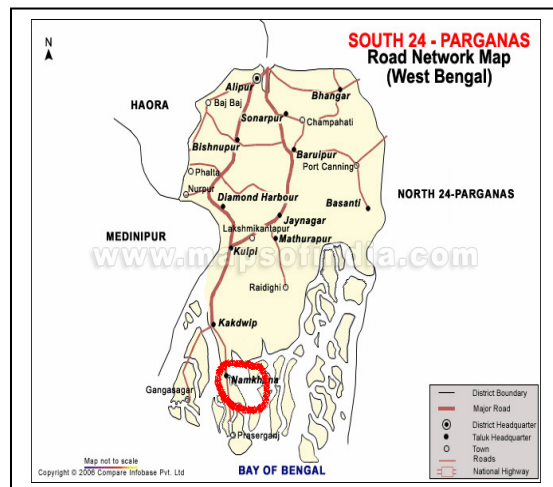 N
SOUTH 24 - PARGANAS
Road Network Map
(West Bengal)
Alipur
Bhangar
HAORA
Baj Baj
Sonarpur
Champahati
Bishnupur
Baruipur
Port Canning
Phalta
Nurpur
NORTH 24-PARGANAS
Diamond Harbour
Basanti
Jaynagar
Lakshmikantapur
MEDINIPUR
Mathurapur
Kulpi
www.mapsofindia.com
Raidighi
Kakdwip
Namkhana
Gangasagar
Praserganj
District Boundary
Major Road
District Headquarter
Taluk Headquarter
Town
Roads
National Highway
Map not to scale
Copyright © 2006 Compare Infobase Pvt. Ltd
BAY OF BENGAL